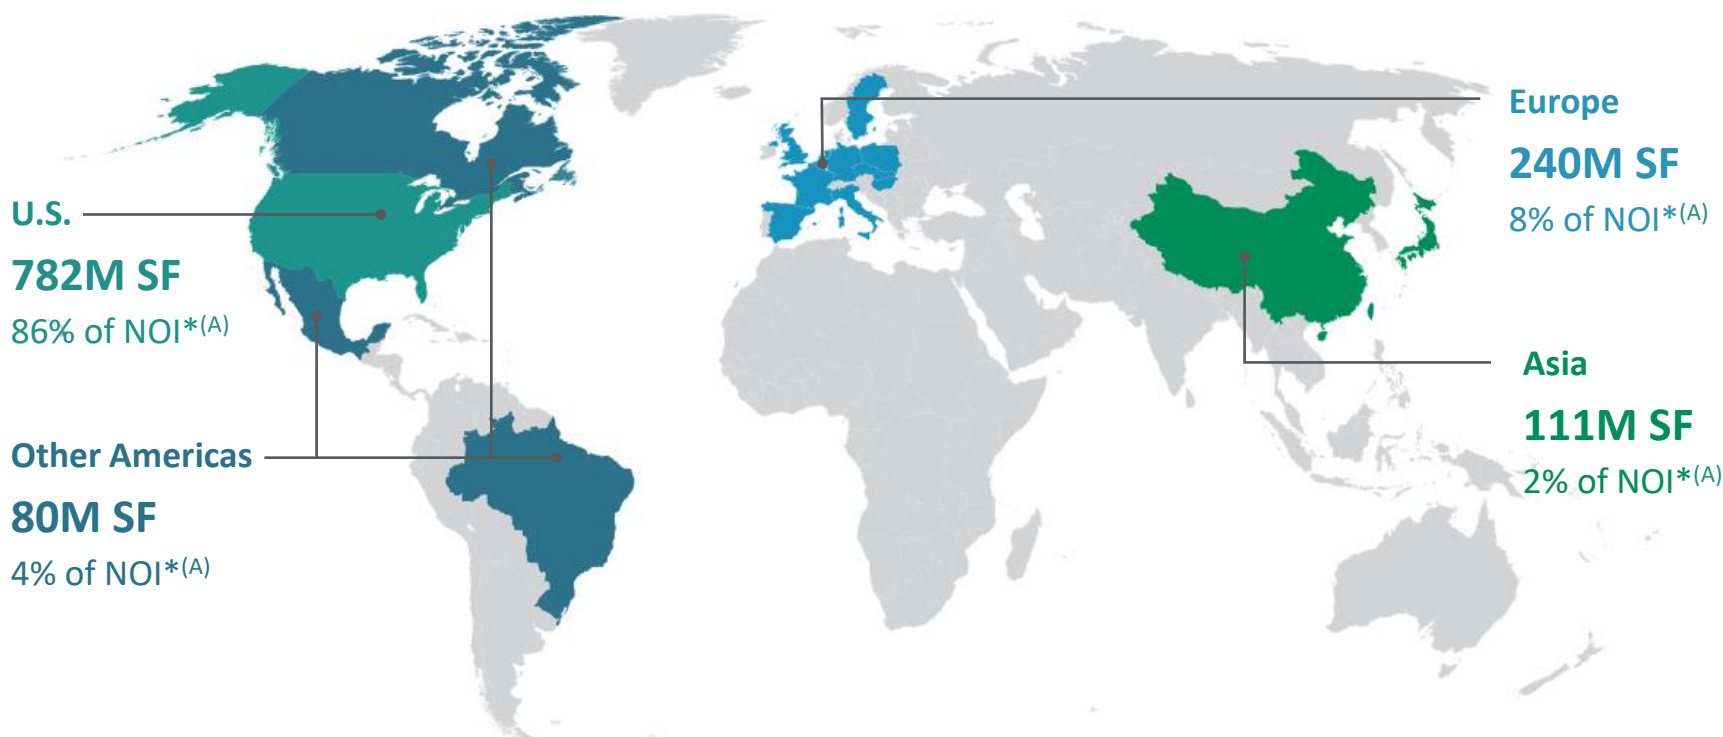 U.S.
782M SF
86% of NOI*(A)
Other Americas
80M SF
4% of NOI*(A)
Europe
240M SF
8% of NOI*(A)
Asia
111M SF
2% of NOI*(A)